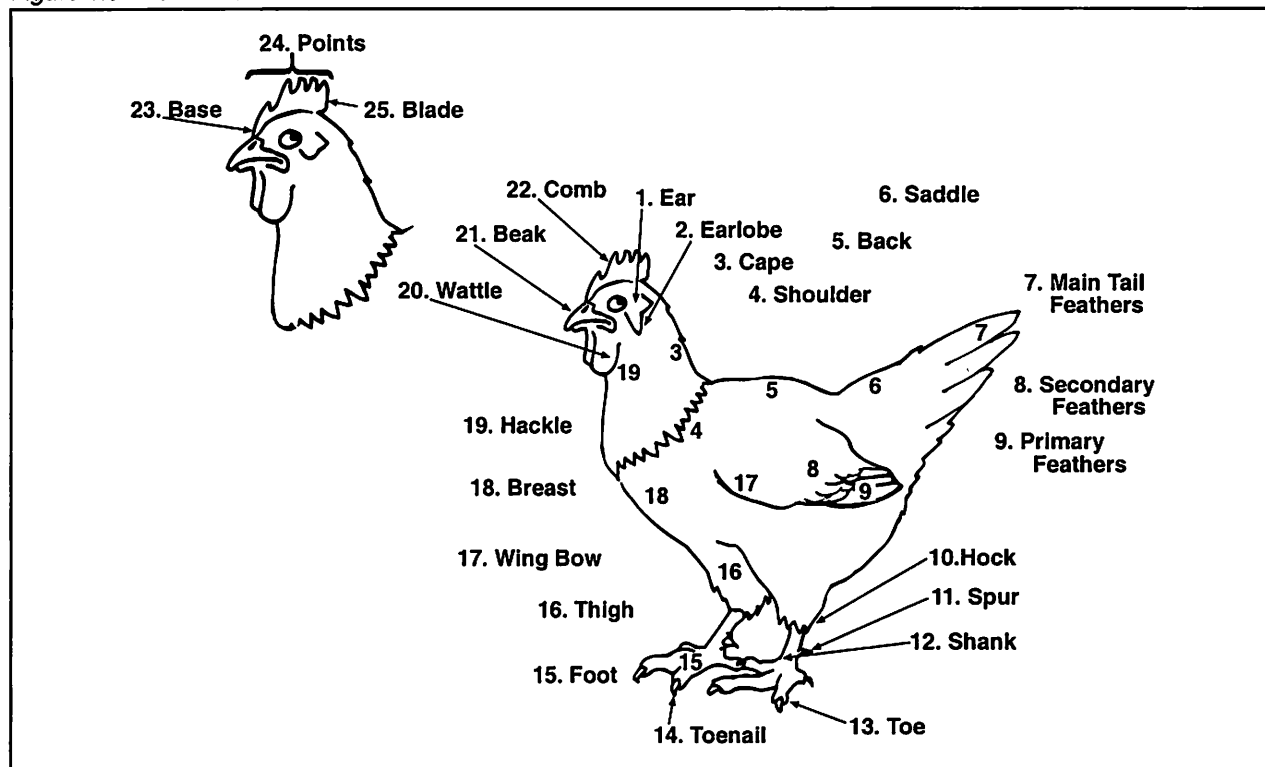 24. Points
23. Base
25. Blade
22. Comb
1. Ear
6. Saddle
21. Beak
2. Earlobe
5. Back
3. Cape
20. Wattle
4. Shoulder
7. Main Tail
Feathers
7
3
19
5
6
8. Secondary
Feathers
19. Hackle
4
9. Primary
Feathers
8
18. Breast
18
17
9
17. Wing Bow
16
10.Hock
16. Thigh
11. Spur
12. Shank
15. Foot
15
14. Toenail
13. Toe